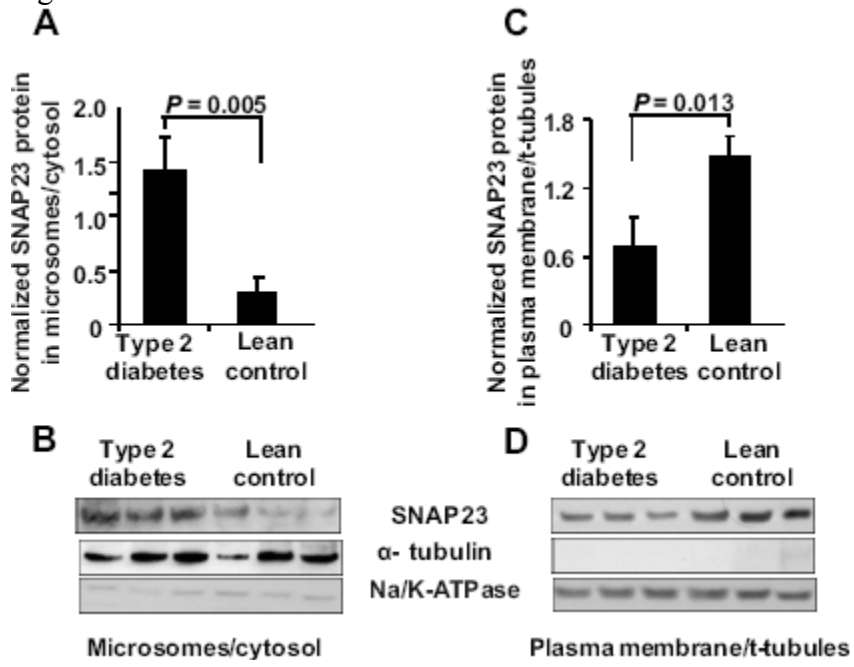 A
Normalized SNAP23 protein
in microsomes/cytosol
P = 0.005
2.0
1.5
1.0
0.5
0
Type 2
diabetes
Lean
control
C
Normalized SNAP23 protein
in plasma membrane/t-tubules
P = 0.013
1.8
1.2
0.6
0
Type 2
diabetes
Lean
control
B
Type 2
diabetes
Lean
control
D
Type 2
diabetes
Lean
control
SNAP23
α- tubulin
Na/K-ATPase
Microsomes/cytosol
Plasma membrane/t-tubules